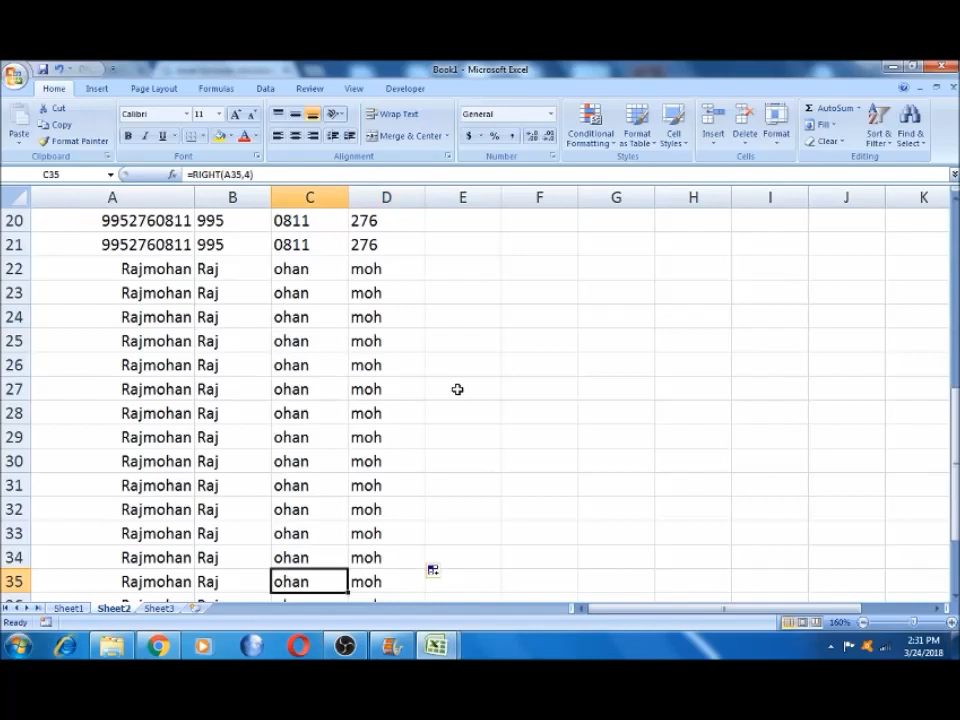 Book1 - Microsoft Excel
Home Insert Page Layout Formulas Data Review View Developer
Cut
Copy
Format Painter
Paste
Clipboard
Calibri 11
B I U
Font
Wrap Text
Merge & Center
Alignment
General
$ % ,
Number
Conditional Formatting
Format as Table
Cell Styles
Styles
Insert Delete Format
Cells
AutoSum
Fill
Clear
Sort & Filter
Find & Select
Editing
C35 fx =RIGHT(A35,4)
A B C D E F G H I J K
20 9952760811 995 0811 276
21 9952760811 995 0811 276
22 Rajmohan Raj ohan moh
23 Rajmohan Raj ohan moh
24 Rajmohan Raj ohan moh
25 Rajmohan Raj ohan moh
26 Rajmohan Raj ohan moh
27 Rajmohan Raj ohan moh
28 Rajmohan Raj ohan moh
29 Rajmohan Raj ohan moh
30 Rajmohan Raj ohan moh
31 Rajmohan Raj ohan moh
32 Rajmohan Raj ohan moh
33 Rajmohan Raj ohan moh
34 Rajmohan Raj ohan moh
35 Rajmohan Raj ohan moh
Sheet1 Sheet2 Sheet3
Ready 160%
2:31 PM
3/24/2018